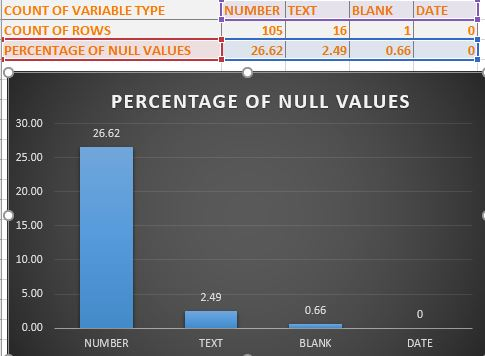 COUNT OF VARIABLE TYPE NUMBER TEXT BLANK DATE
COUNT OF ROWS 105 16 1 0
PERCENTAGE OF NULL VALUES 26.62 2.49 0.66 0
PERCENTAGE OF NULL VALUES
30.00
26.62
25.00
20.00
15.00
10.00
5.00
2.49
0.66
0
0.00
NUMBER TEXT BLANK DATE